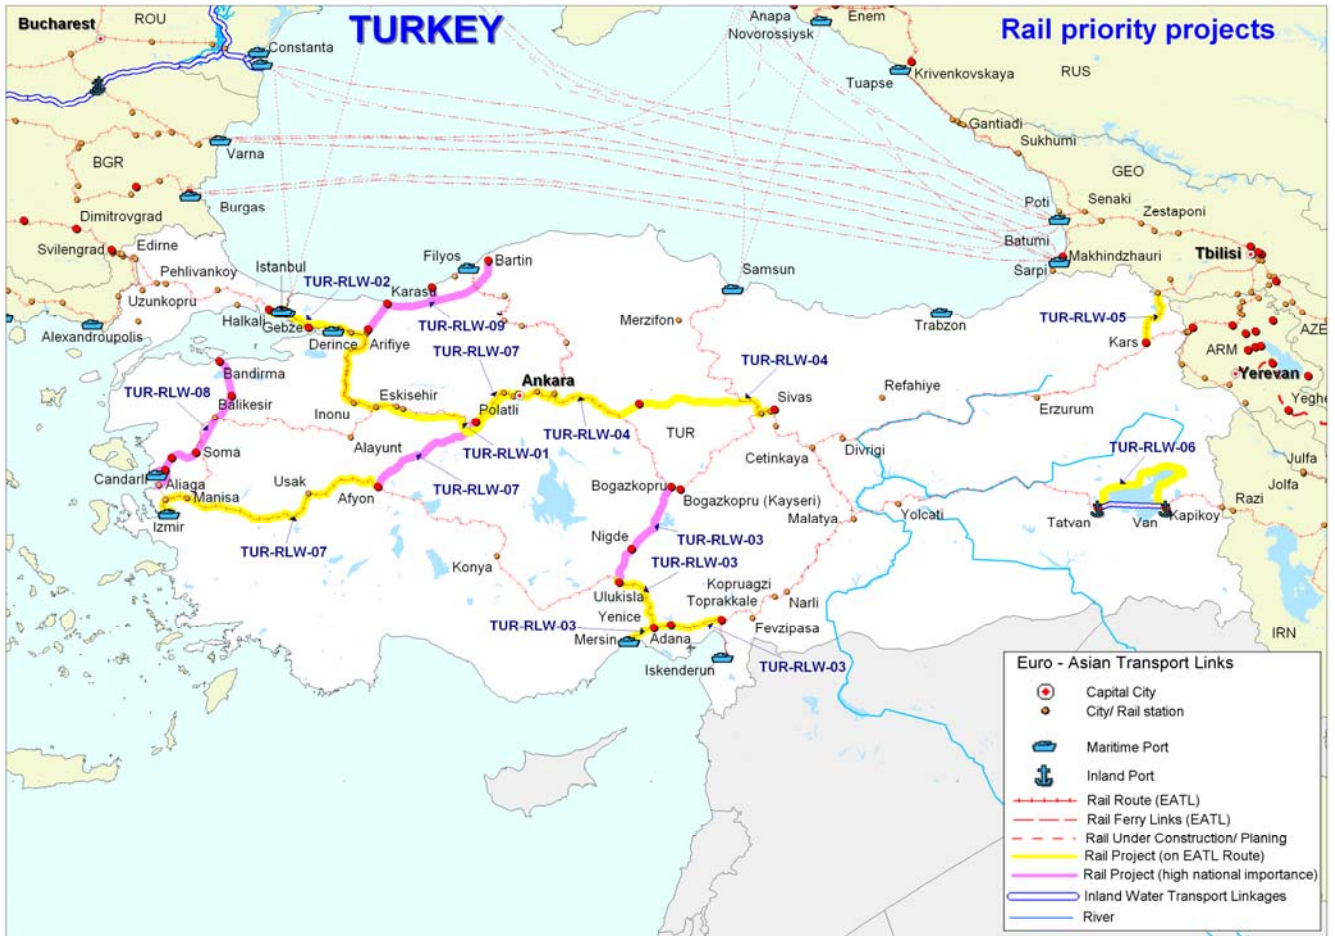 TURKEY
Rail priority projects
Bucharest
ROU
Constanta
Anapa
Novorossiysk
Enem
Tuapse
Krivenkovskaya
RUS
Gantiadi
Sukhumi
Varna
BGR
Burgas
GEO
Poti
Senaki
Zestaponi
Dimitrovgrad
Svilengrad
Edirne
Batumi
Makhindzhauri
Tbilisi
Sarpi
Pehlivankoy
Istanbul
Filyos
Bartin
Samsun
TUR-RLW-02
Uzunkopru
Karasu
Halkali
Gebze
Derince
Arifiye
TUR-RLW-09
Merzifon
Trabzon
TUR-RLW-05
Alexandroupolis
Kars
ARM
AZE
TUR-RLW-07
TUR-RLW-04
Bandirma
Ankara
Yerevan
TUR-RLW-08
Balikesir
Eskisehir
Refahiye
Yeghe
Inonu
Polatli
Sivas
Erzurum
TUR
TUR-RLW-04
Alayunt
TUR-RLW-01
Divrigi
TUR-RLW-06
Soma
Cetinkaya
Julfa
Candarli
Aliaga
Usak
Afyon
TUR-RLW-07
Bogazkopru
Jolfa
Manisa
Bogazkopru (Kayseri)
Izmir
Malatya
Yolcati
Tatvan
Van
Kapikoy
Razi
TUR-RLW-07
Nigde
TUR-RLW-03
Konya
TUR-RLW-03
Kopruagzi
Ulukisla
Toprakkale
Narli
Yenice
TUR-RLW-03
Adana
Fevzipasa
Mersin
IRN
Iskenderun
TUR-RLW-03
Euro - Asian Transport Links
Capital City
City/ Rail station
Maritime Port
Inland Port
Rail Route (EATL)
Rail Ferry Links (EATL)
Rail Under Construction/ Planing
Rail Project (on EATL Route)
Rail Project (high national importance)
Inland Water Transport Linkages
River